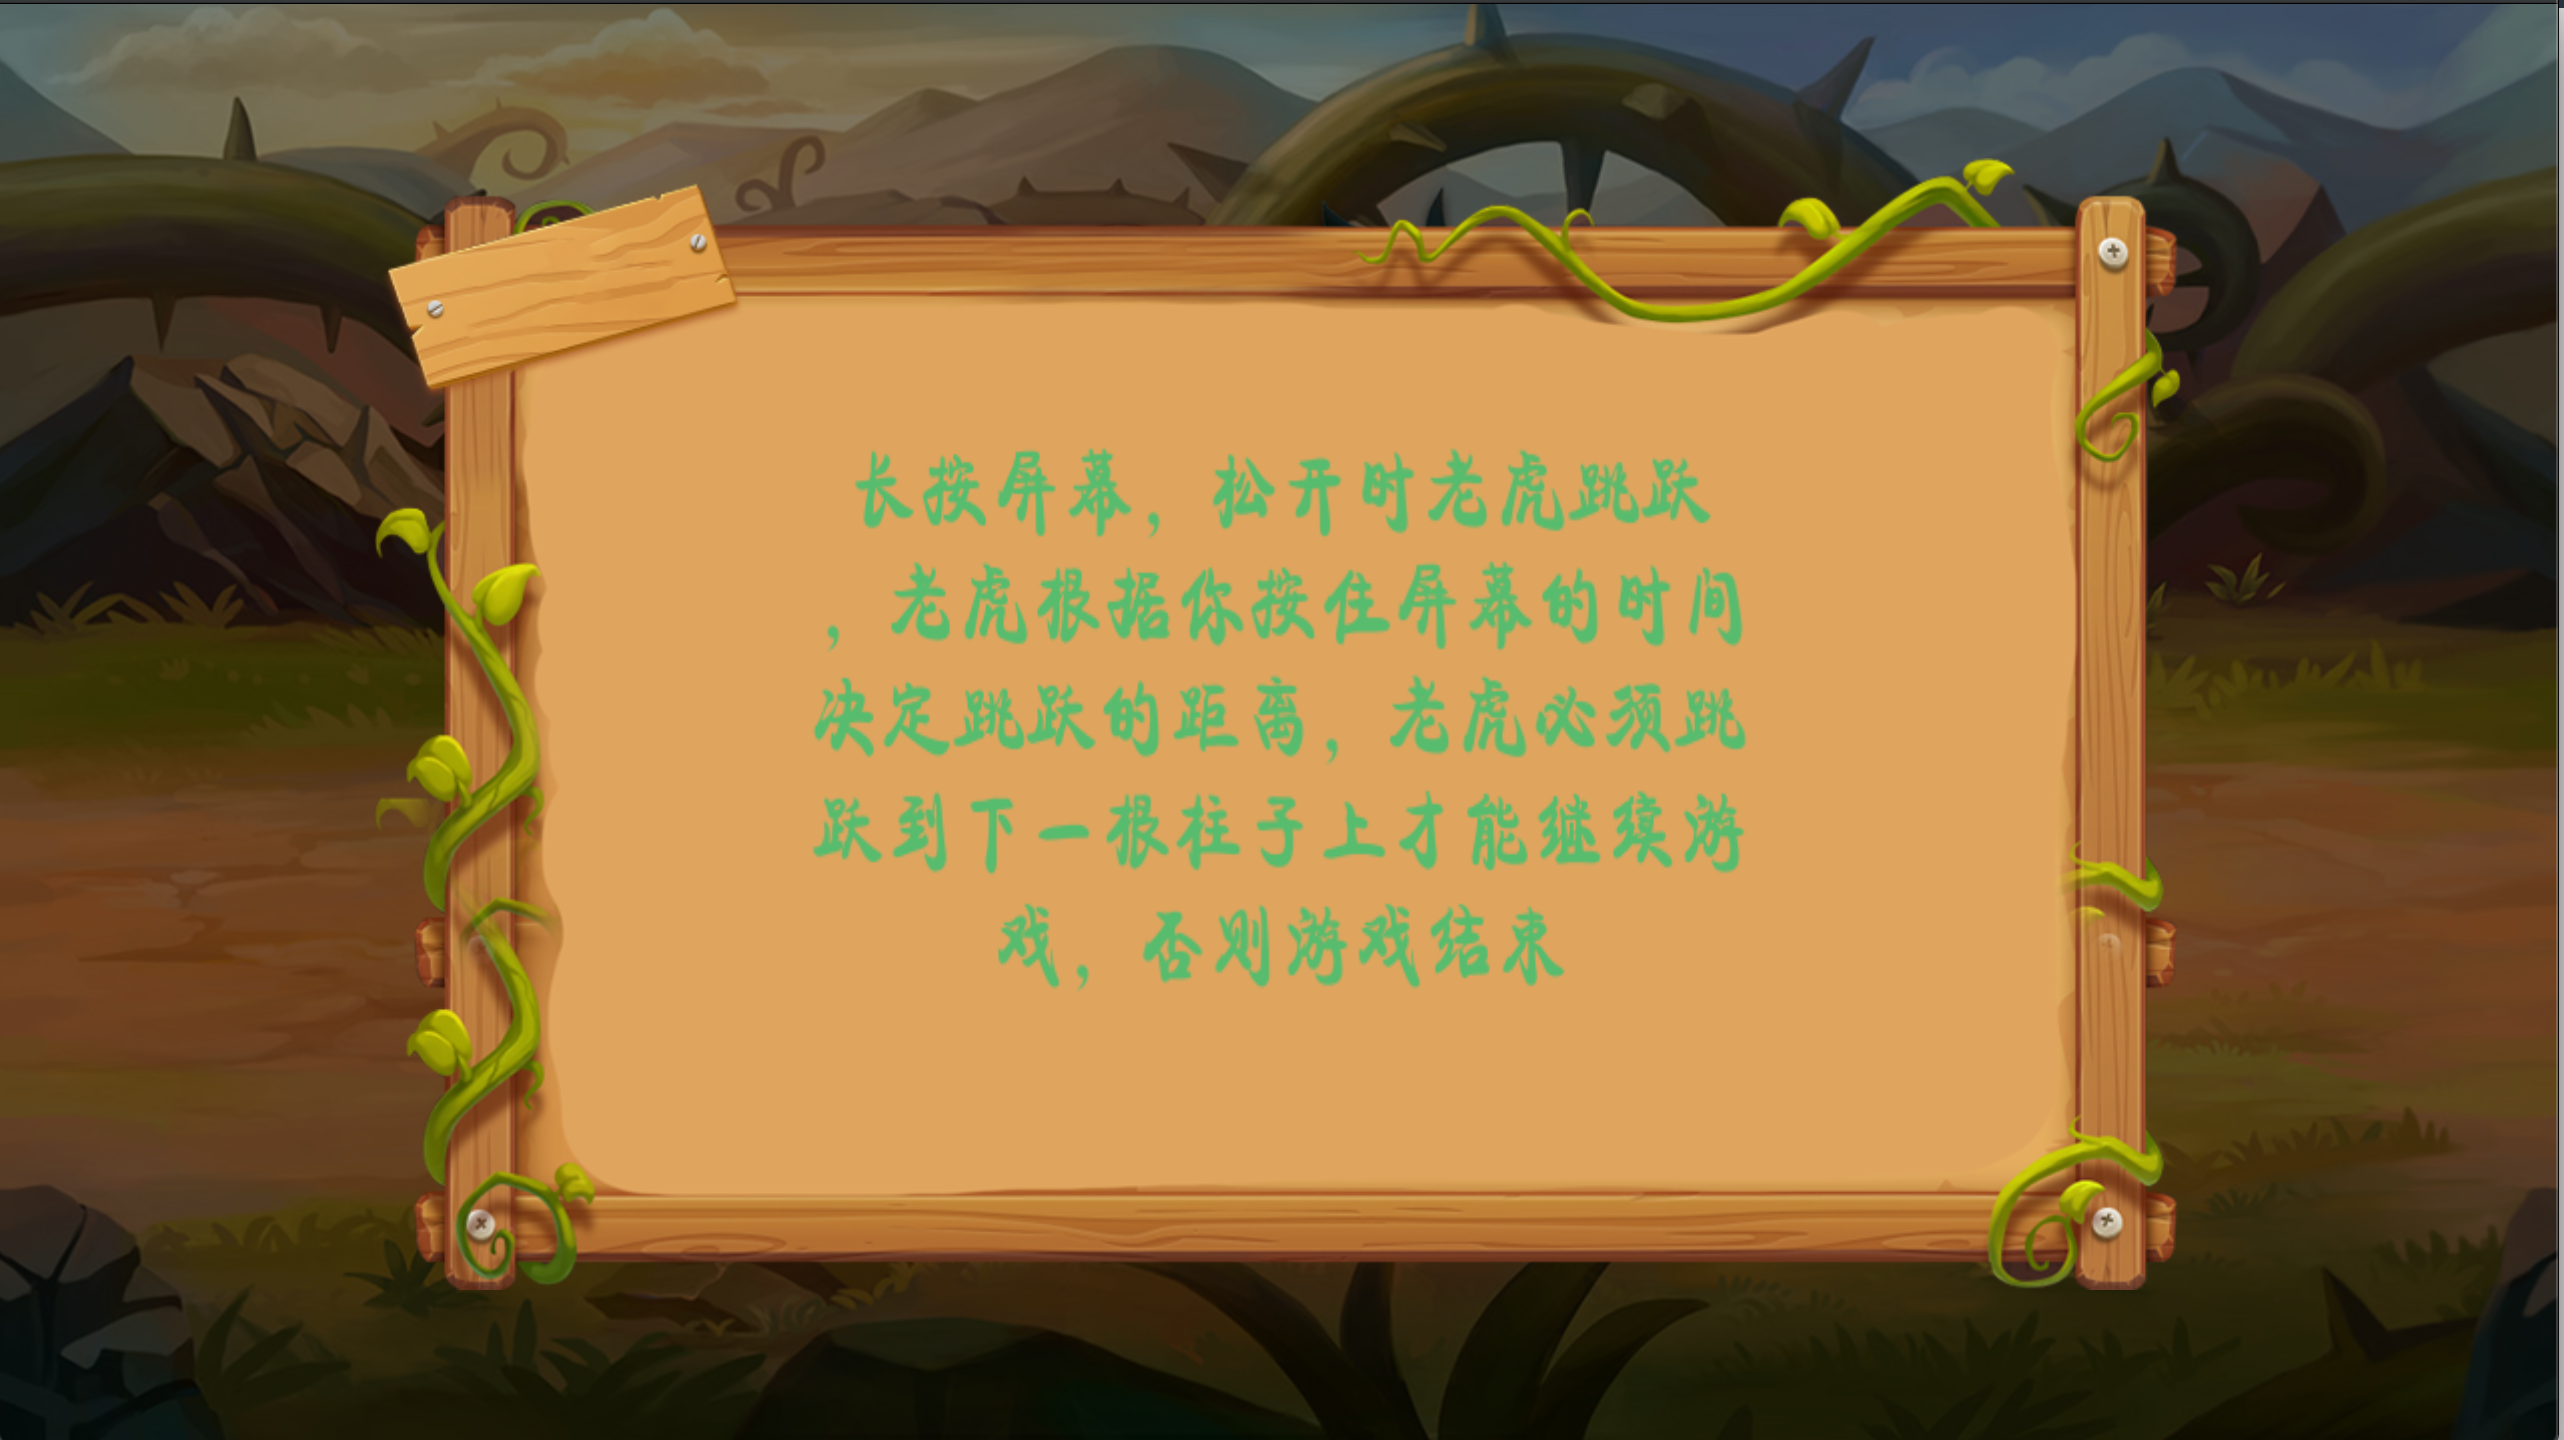 长按屏幕，松开时老虎跳跃
，老虎根据你按住屏幕的时间
决定跳跃的距离，老虎必须跳
跃到下一根柱子上才能继续游
戏，否则游戏结束